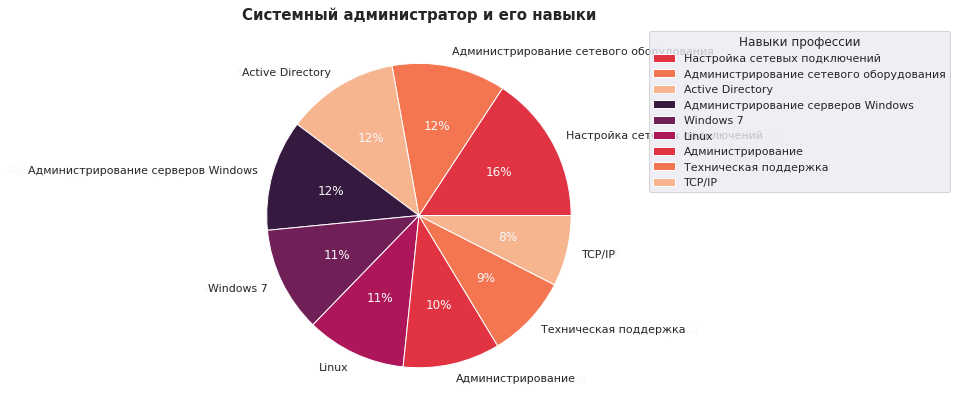 Системный администратор и его навыки
Администрирование сетевого оборудования
Active Directory
Настройка сетевых подключений
Администрирование серверов Windows
Windows 7
Linux
Администрирование
Техническая поддержка
TCP/IP
16%
12%
12%
12%
11%
11%
10%
9%
8%
Навыки профессии
Настройка сетевых подключений
Администрирование сетевого оборудования
Active Directory
Администрирование серверов Windows
Windows 7
Linux
Администрирование
Техническая поддержка
TCP/IP